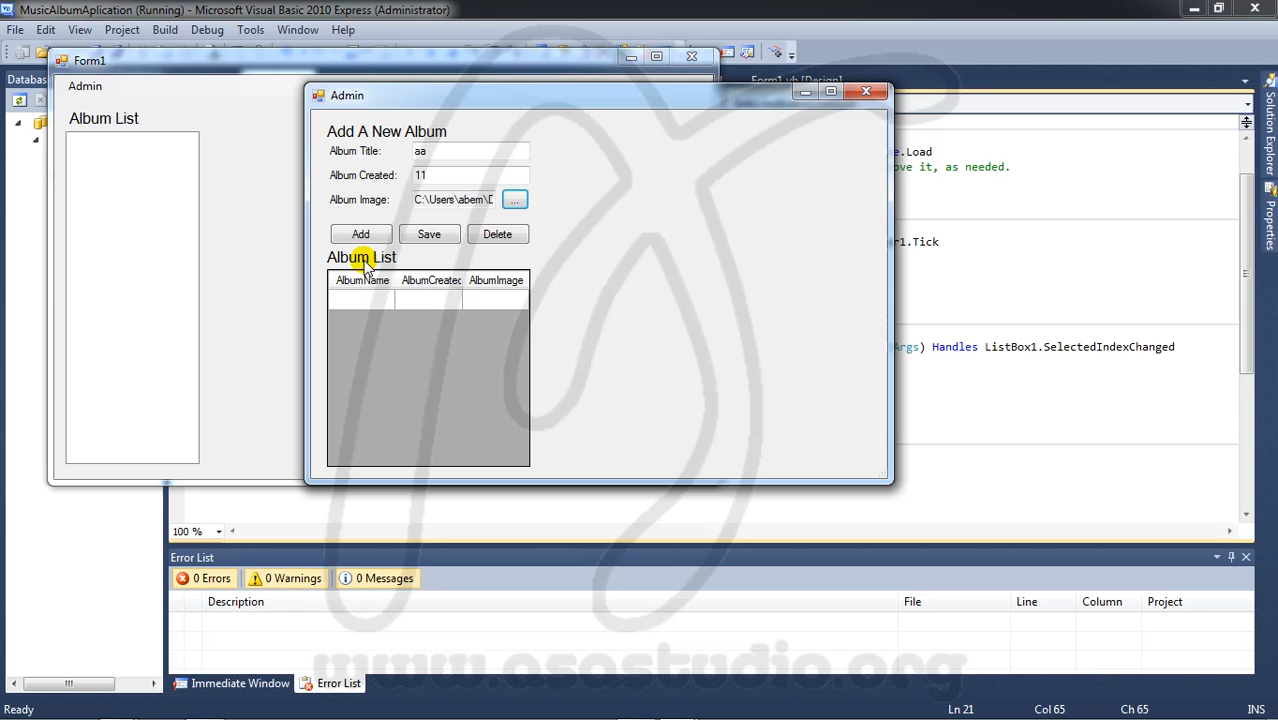 MusicAlbumAplication (Running) - Microsoft Visual Basic 2010 Express (Administrator)
File Edit View Project Build Debug Tools Window Help
Form1
Databas
Form1.vb [Design]
Admin
Album List
Admin
Add A New Album
Album Title: aa
Album Created: 11
Album Image: C:\Users\abem\D ...
Add Save Delete
Album List
AlbumName AlbumCreated AlbumImage
e.Load
ove it, as needed.
r1.Tick
Args) Handles ListBox1.SelectedIndexChanged
Solution Explorer
Properties
100 %
Error List
0 Errors 0 Warnings 0 Messages
Description File Line Column Project
www.asastudio.org
Immediate Window Error List
Ready Ln 21 Col 65 Ch 65 INS